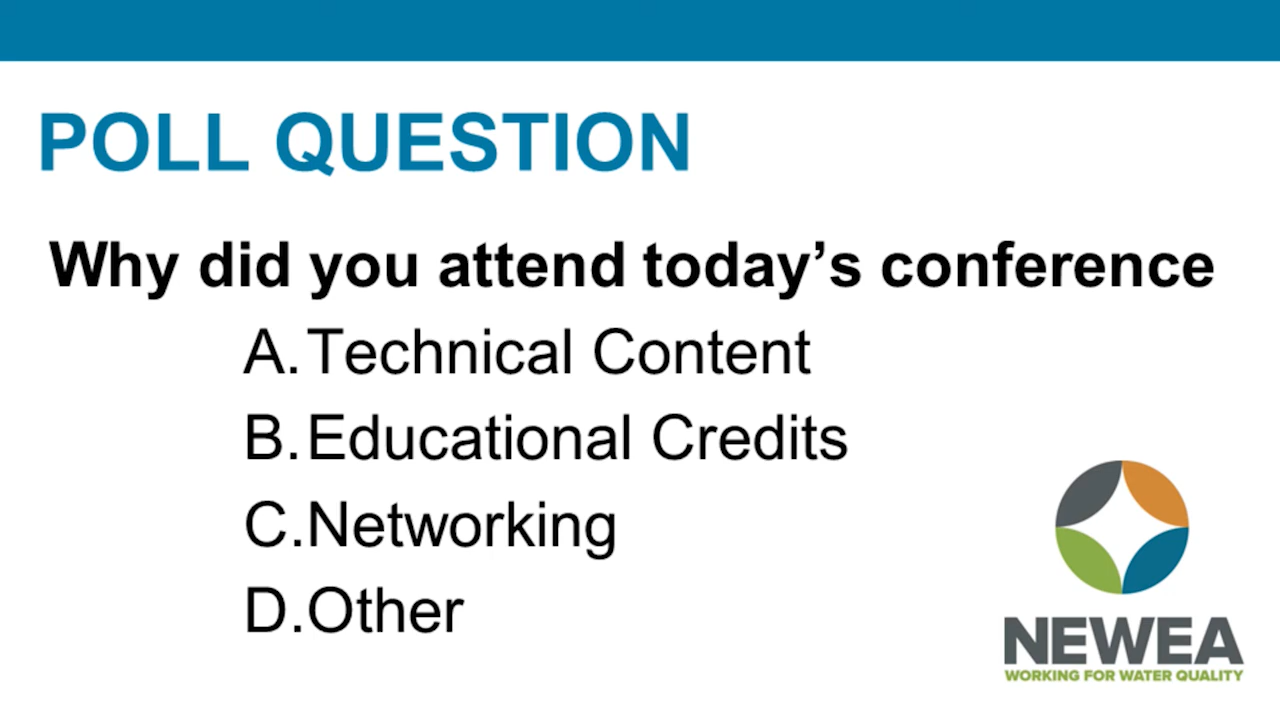 POLL QUESTION
Why did you attend today’s conference
A. Technical Content
B. Educational Credits
C. Networking
D. Other
NEWEA
WORKING FOR WATER QUALITY